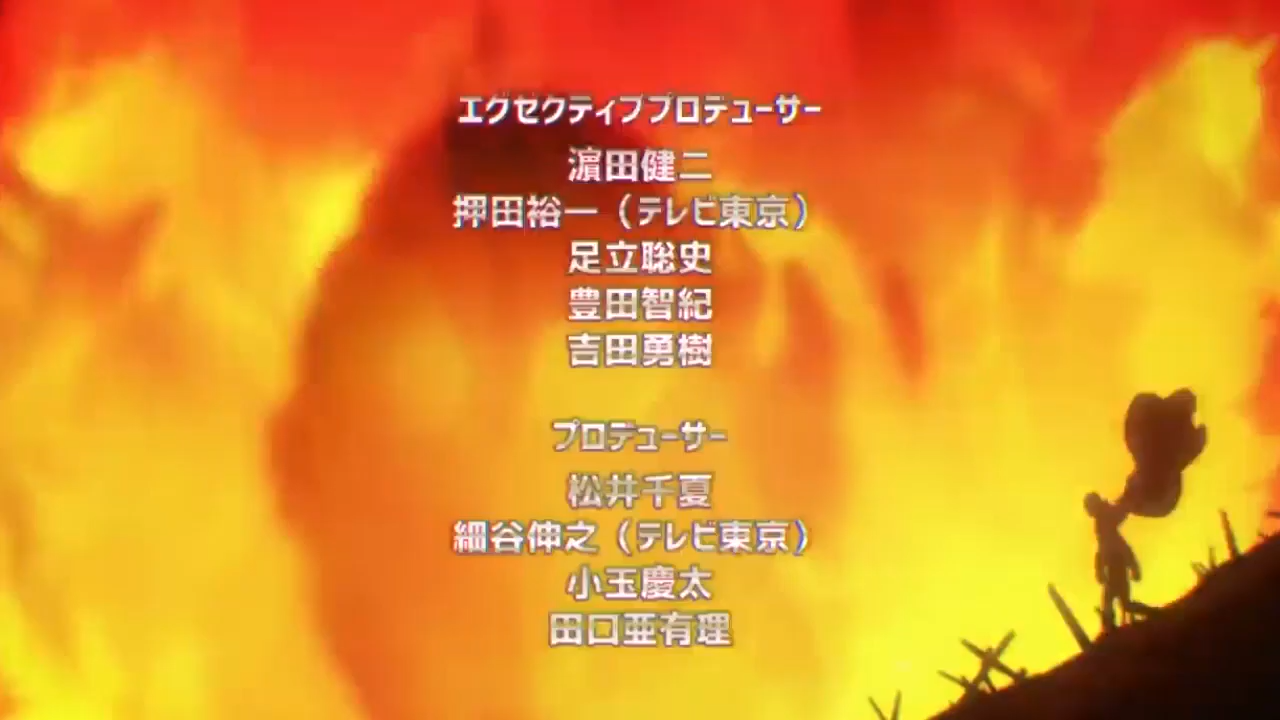 エグゼクティブプロデューサー
濵田健二
押田裕一（テレビ東京）
足立聡史
豊田智紀
吉田勇樹
プロデューサー
松井千夏
細谷伸之（テレビ東京）
小玉慶太
田口亜有理